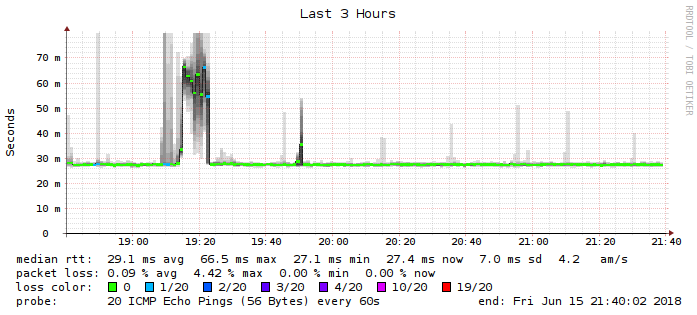 Last 3 Hours
RRDTOOL / TOBI OETIKER
Seconds
70 m
60 m
50 m
40 m
30 m
20 m
10 m
0
19:00 19:20 19:40 20:00 20:20 20:40 21:00 21:20 21:40
median rtt: 29.1 ms avg 66.5 ms max 27.1 ms min 27.4 ms now 7.0 ms sd 4.2 am/s
packet loss: 0.09 % avg 4.42 % max 0.00 % min 0.00 % now
loss color: 0 1/20 2/20 3/20 4/20 10/20 19/20
probe: 20 ICMP Echo Pings (56 Bytes) every 60s end: Fri Jun 15 21:40:02 2018